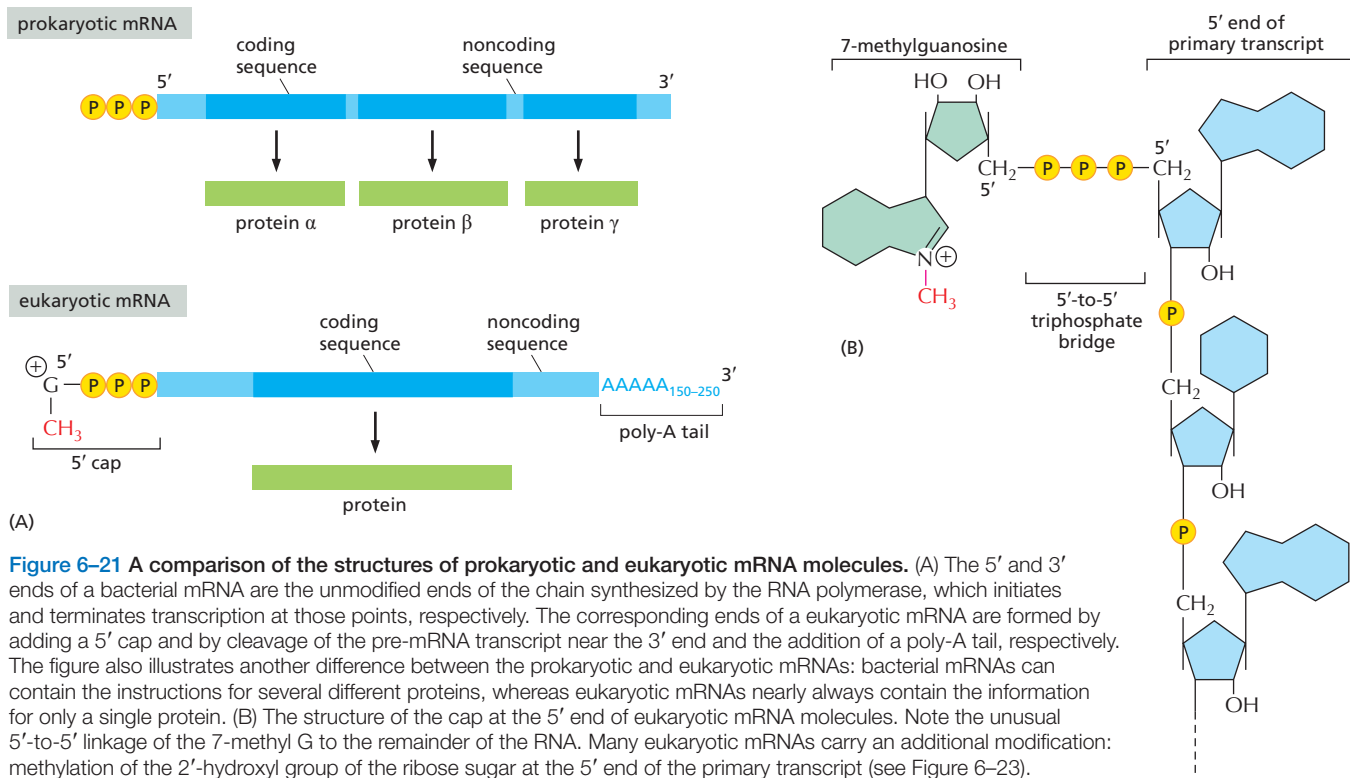 prokaryotic mRNA
coding
sequence
noncoding
sequence
5′
3′
P P P
protein α
protein β
protein γ
eukaryotic mRNA
coding
sequence
noncoding
sequence
+
5′
G
P P P
AAAAA150–250
3′
CH3
poly-A tail
5′ cap
protein
(A)
7-methylguanosine
5′ end of
primary transcript
HO OH
CH2
5′
P P P
5′
CH2
N
+
CH3
OH
5′-to-5′
triphosphate
bridge
P
(B)
CH2
OH
P
CH2
OH
Figure 6–21 A comparison of the structures of prokaryotic and eukaryotic mRNA molecules. (A) The 5′ and 3′
ends of a bacterial mRNA are the unmodified ends of the chain synthesized by the RNA polymerase, which initiates
and terminates transcription at those points, respectively. The corresponding ends of a eukaryotic mRNA are formed by
adding a 5′ cap and by cleavage of the pre-mRNA transcript near the 3′ end and the addition of a poly-A tail, respectively.
The figure also illustrates another difference between the prokaryotic and eukaryotic mRNAs: bacterial mRNAs can
contain the instructions for several different proteins, whereas eukaryotic mRNAs nearly always contain the information
for only a single protein. (B) The structure of the cap at the 5′ end of eukaryotic mRNA molecules. Note the unusual
5′-to-5′ linkage of the 7-methyl G to the remainder of the RNA. Many eukaryotic mRNAs carry an additional modification:
methylation of the 2′-hydroxyl group of the ribose sugar at the 5′ end of the primary transcript (see Figure 6–23).